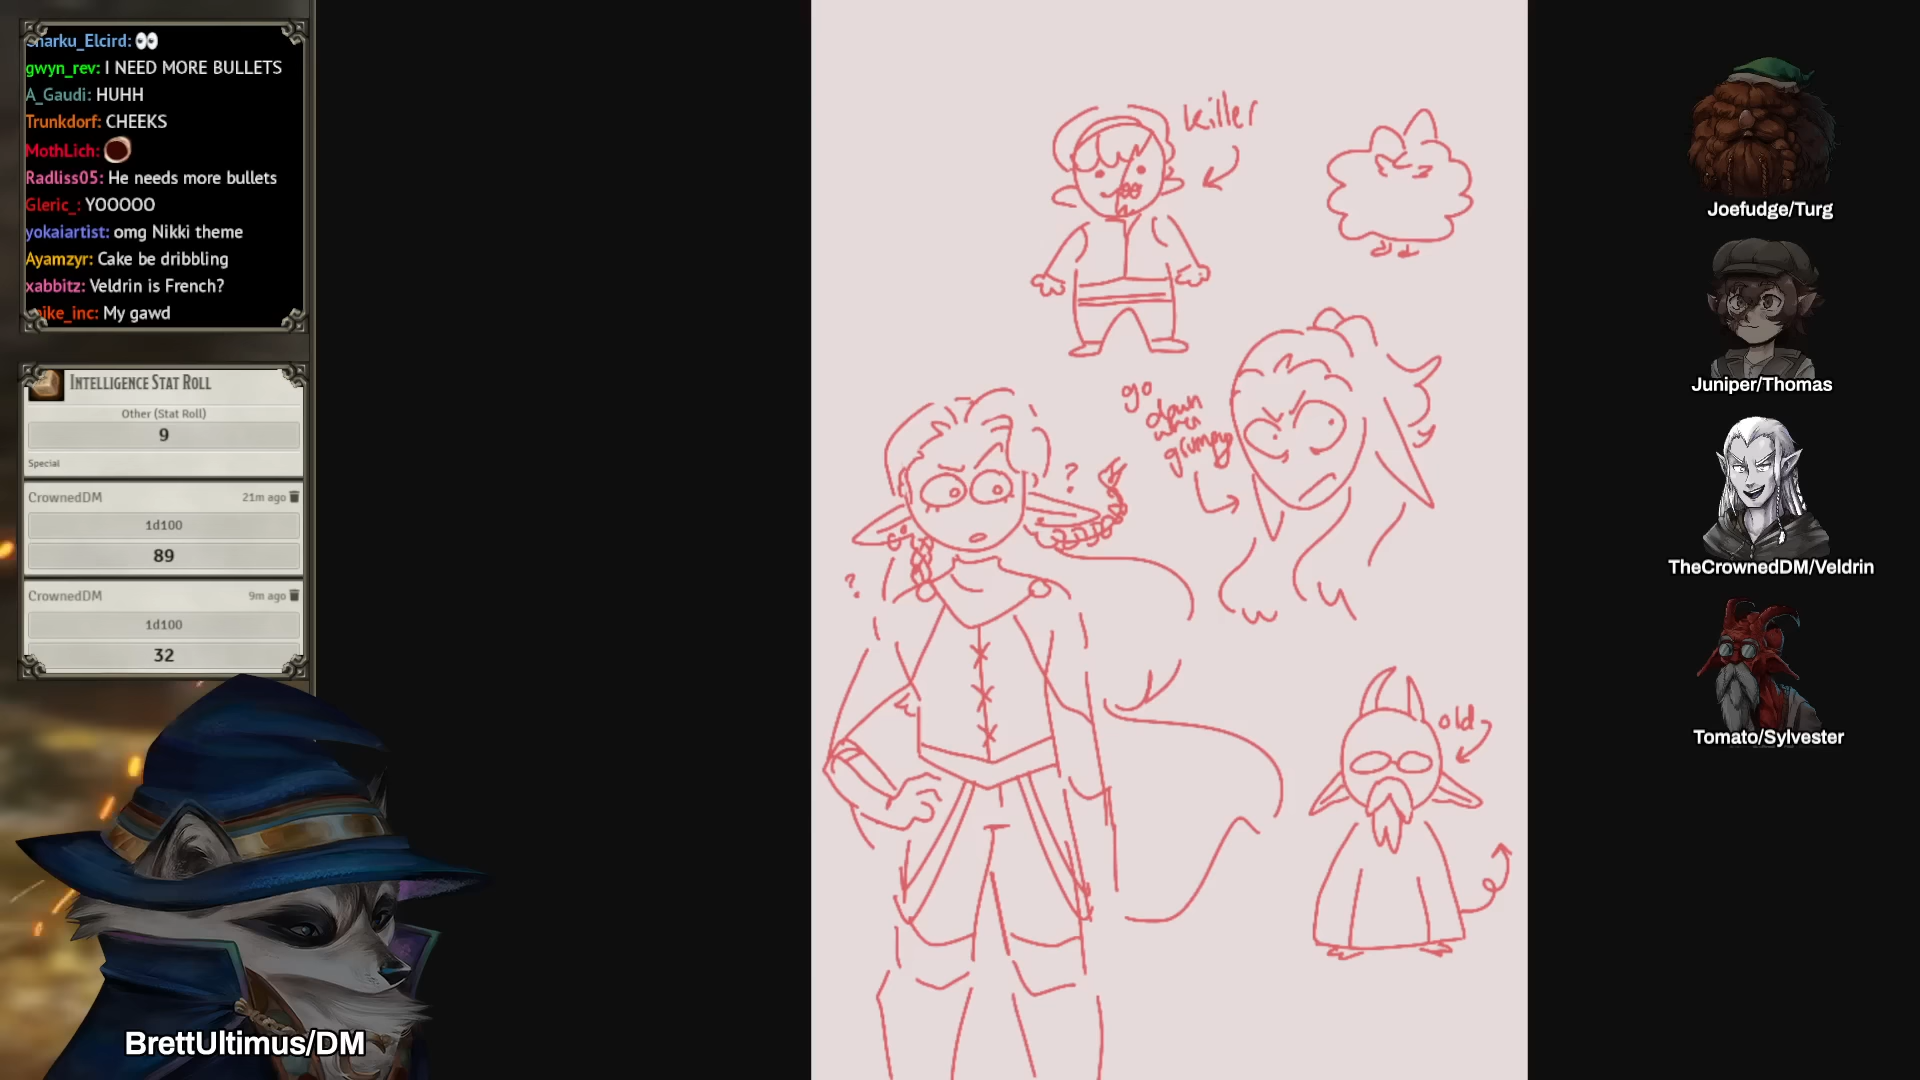 Sharku_Elcird: 👀
gwyn_rev: I NEED MORE BULLETS
A_Gaudi: HUHH
Trunkdorf: CHEEKS
MothLich:
Radliss05: He needs more bullets
Gleric_: YOOOOO
yokaiartist: omg Nikki theme
Ayamzyr: Cake be dribbling
xabbitz: Veldrin is French?
mike_inc: My gawd
INTELLIGENCE STAT ROLL
Other (Stat Roll)
9
Special
CrownedDM 21m ago
1d100
89
CrownedDM 9m ago
1d100
32
BrettUltimus/DM
Killer
go
down
when
grumpy
?
?
old
Joefudge/Turg
Juniper/Thomas
TheCrownedDM/Veldrin
Tomato/Sylvester